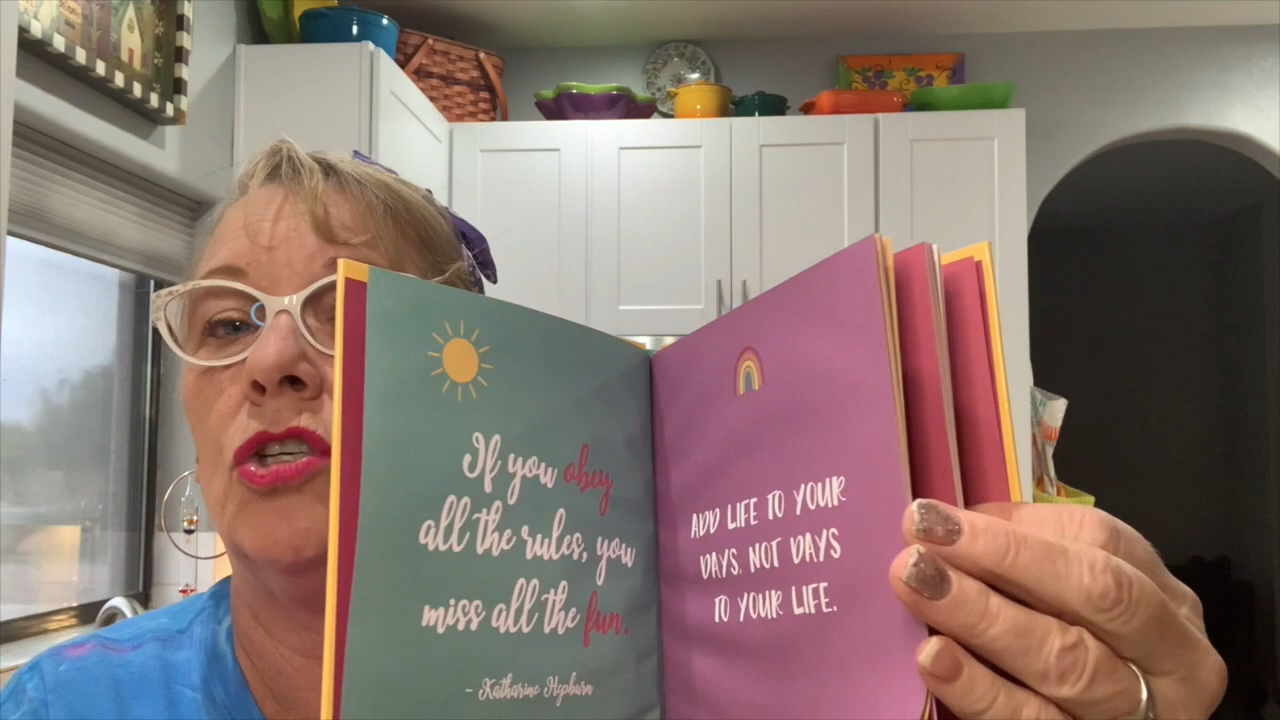 If you obey
all the rules, you
miss all the fun.
- Katharine Hepburn
ADD LIFE TO YOUR
DAYS, NOT DAYS
TO YOUR LIFE.